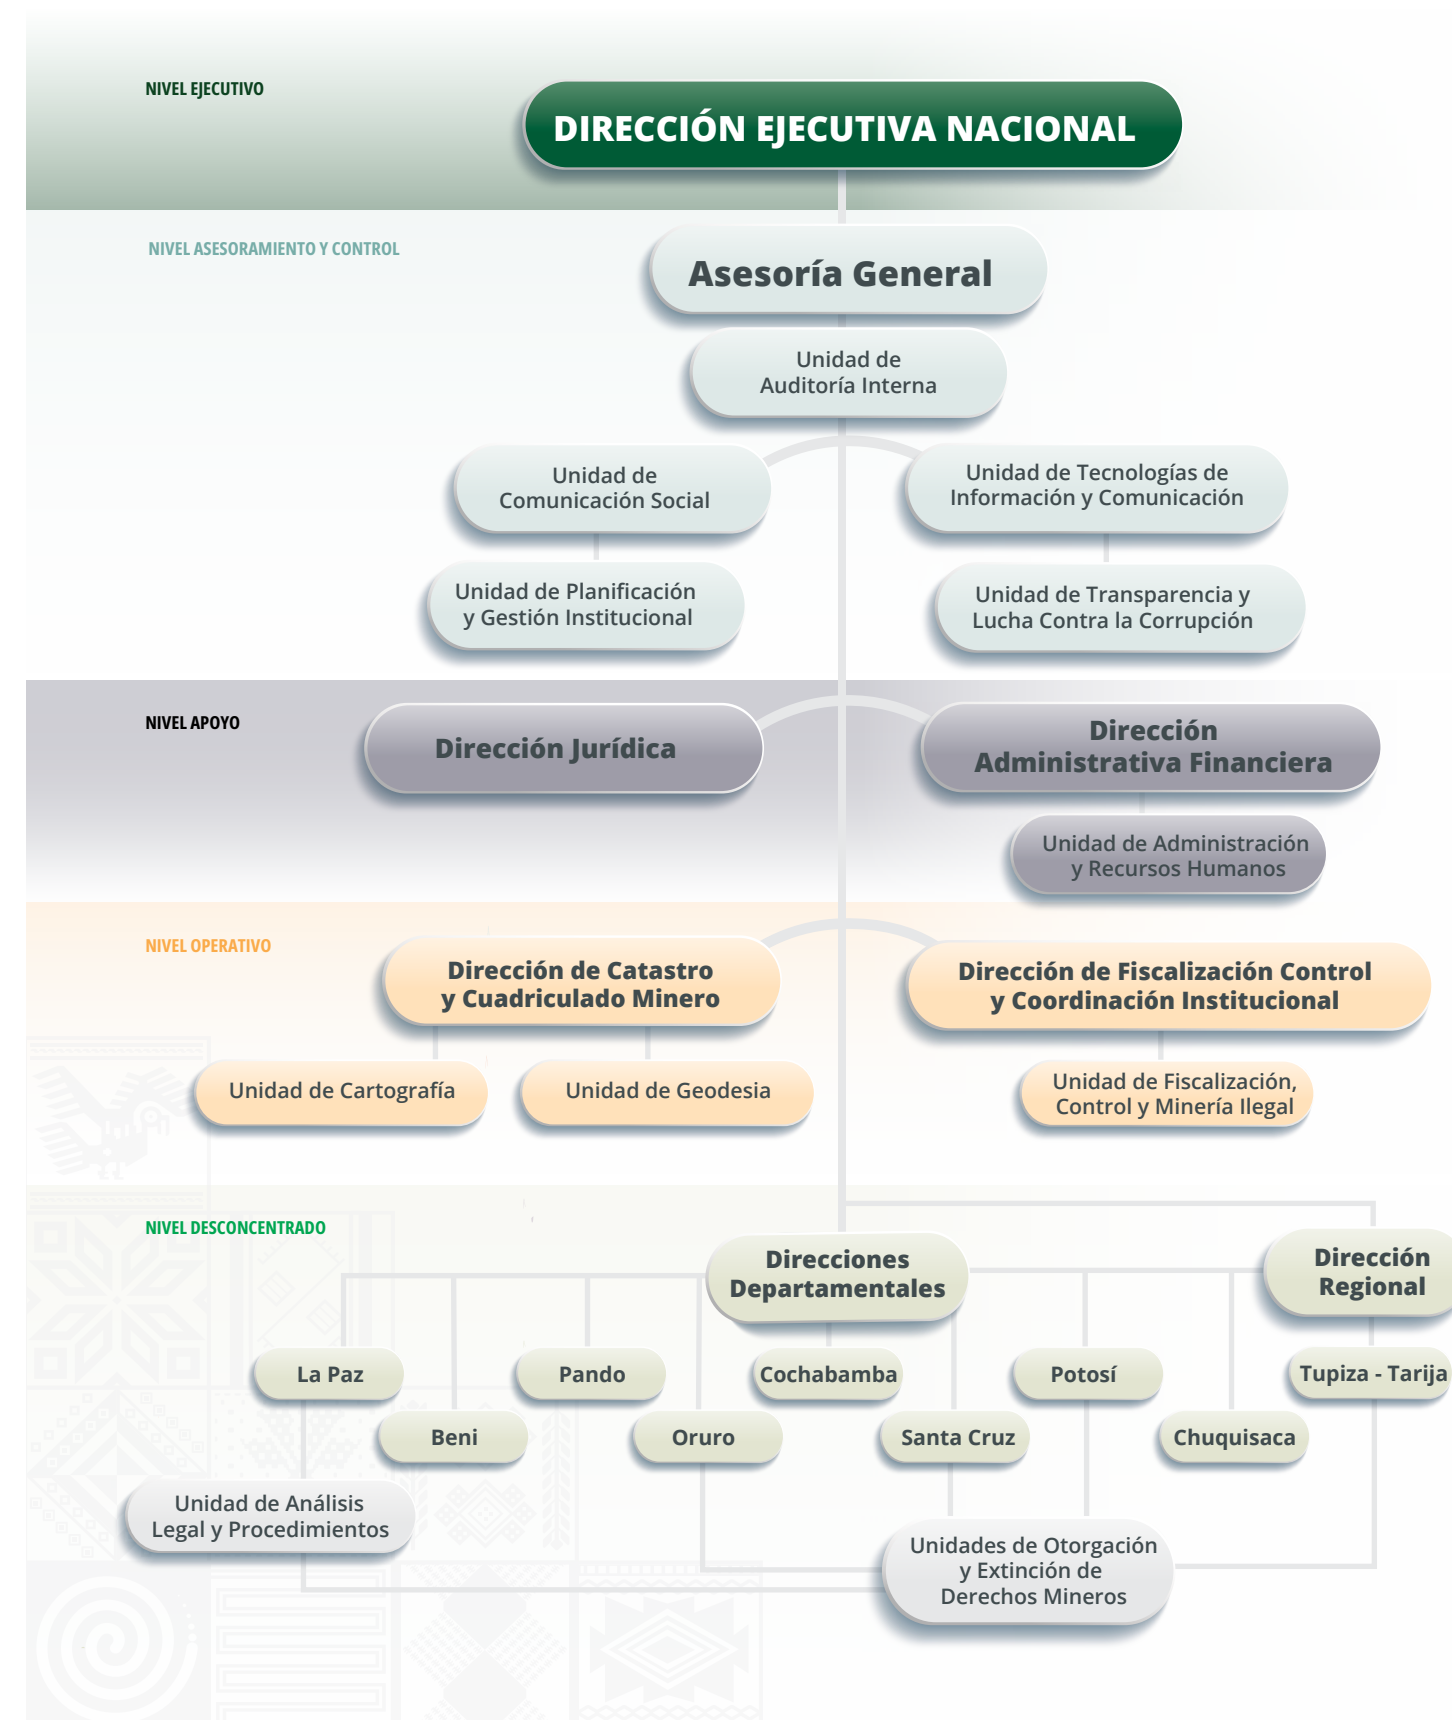 NIVEL EJECUTIVO
DIRECCIÓN EJECUTIVA NACIONAL
NIVEL ASESORAMIENTO Y CONTROL
Asesoría General
Unidad de
Auditoría Interna
Unidad de
Comunicación Social
Unidad de Tecnologías de
Información y Comunicación
Unidad de Planificación
y Gestión Institucional
Unidad de Transparencia y
Lucha Contra la Corrupción
NIVEL APOYO
Dirección Jurídica
Dirección
Administrativa Financiera
Unidad de Administración
y Recursos Humanos
NIVEL OPERATIVO
Dirección de Catastro
y Cuadriculado Minero
Dirección de Fiscalización Control
y Coordinación Institucional
Unidad de Cartografía
Unidad de Geodesia
Unidad de Fiscalización,
Control y Minería Ilegal
NIVEL DESCONCENTRADO
Direcciones
Departamentales
Dirección
Regional
La Paz
Pando
Cochabamba
Potosí
Tupiza - Tarija
Beni
Oruro
Santa Cruz
Chuquisaca
Unidad de Análisis
Legal y Procedimientos
Unidades de Otorgación
y Extinción de
Derechos Mineros